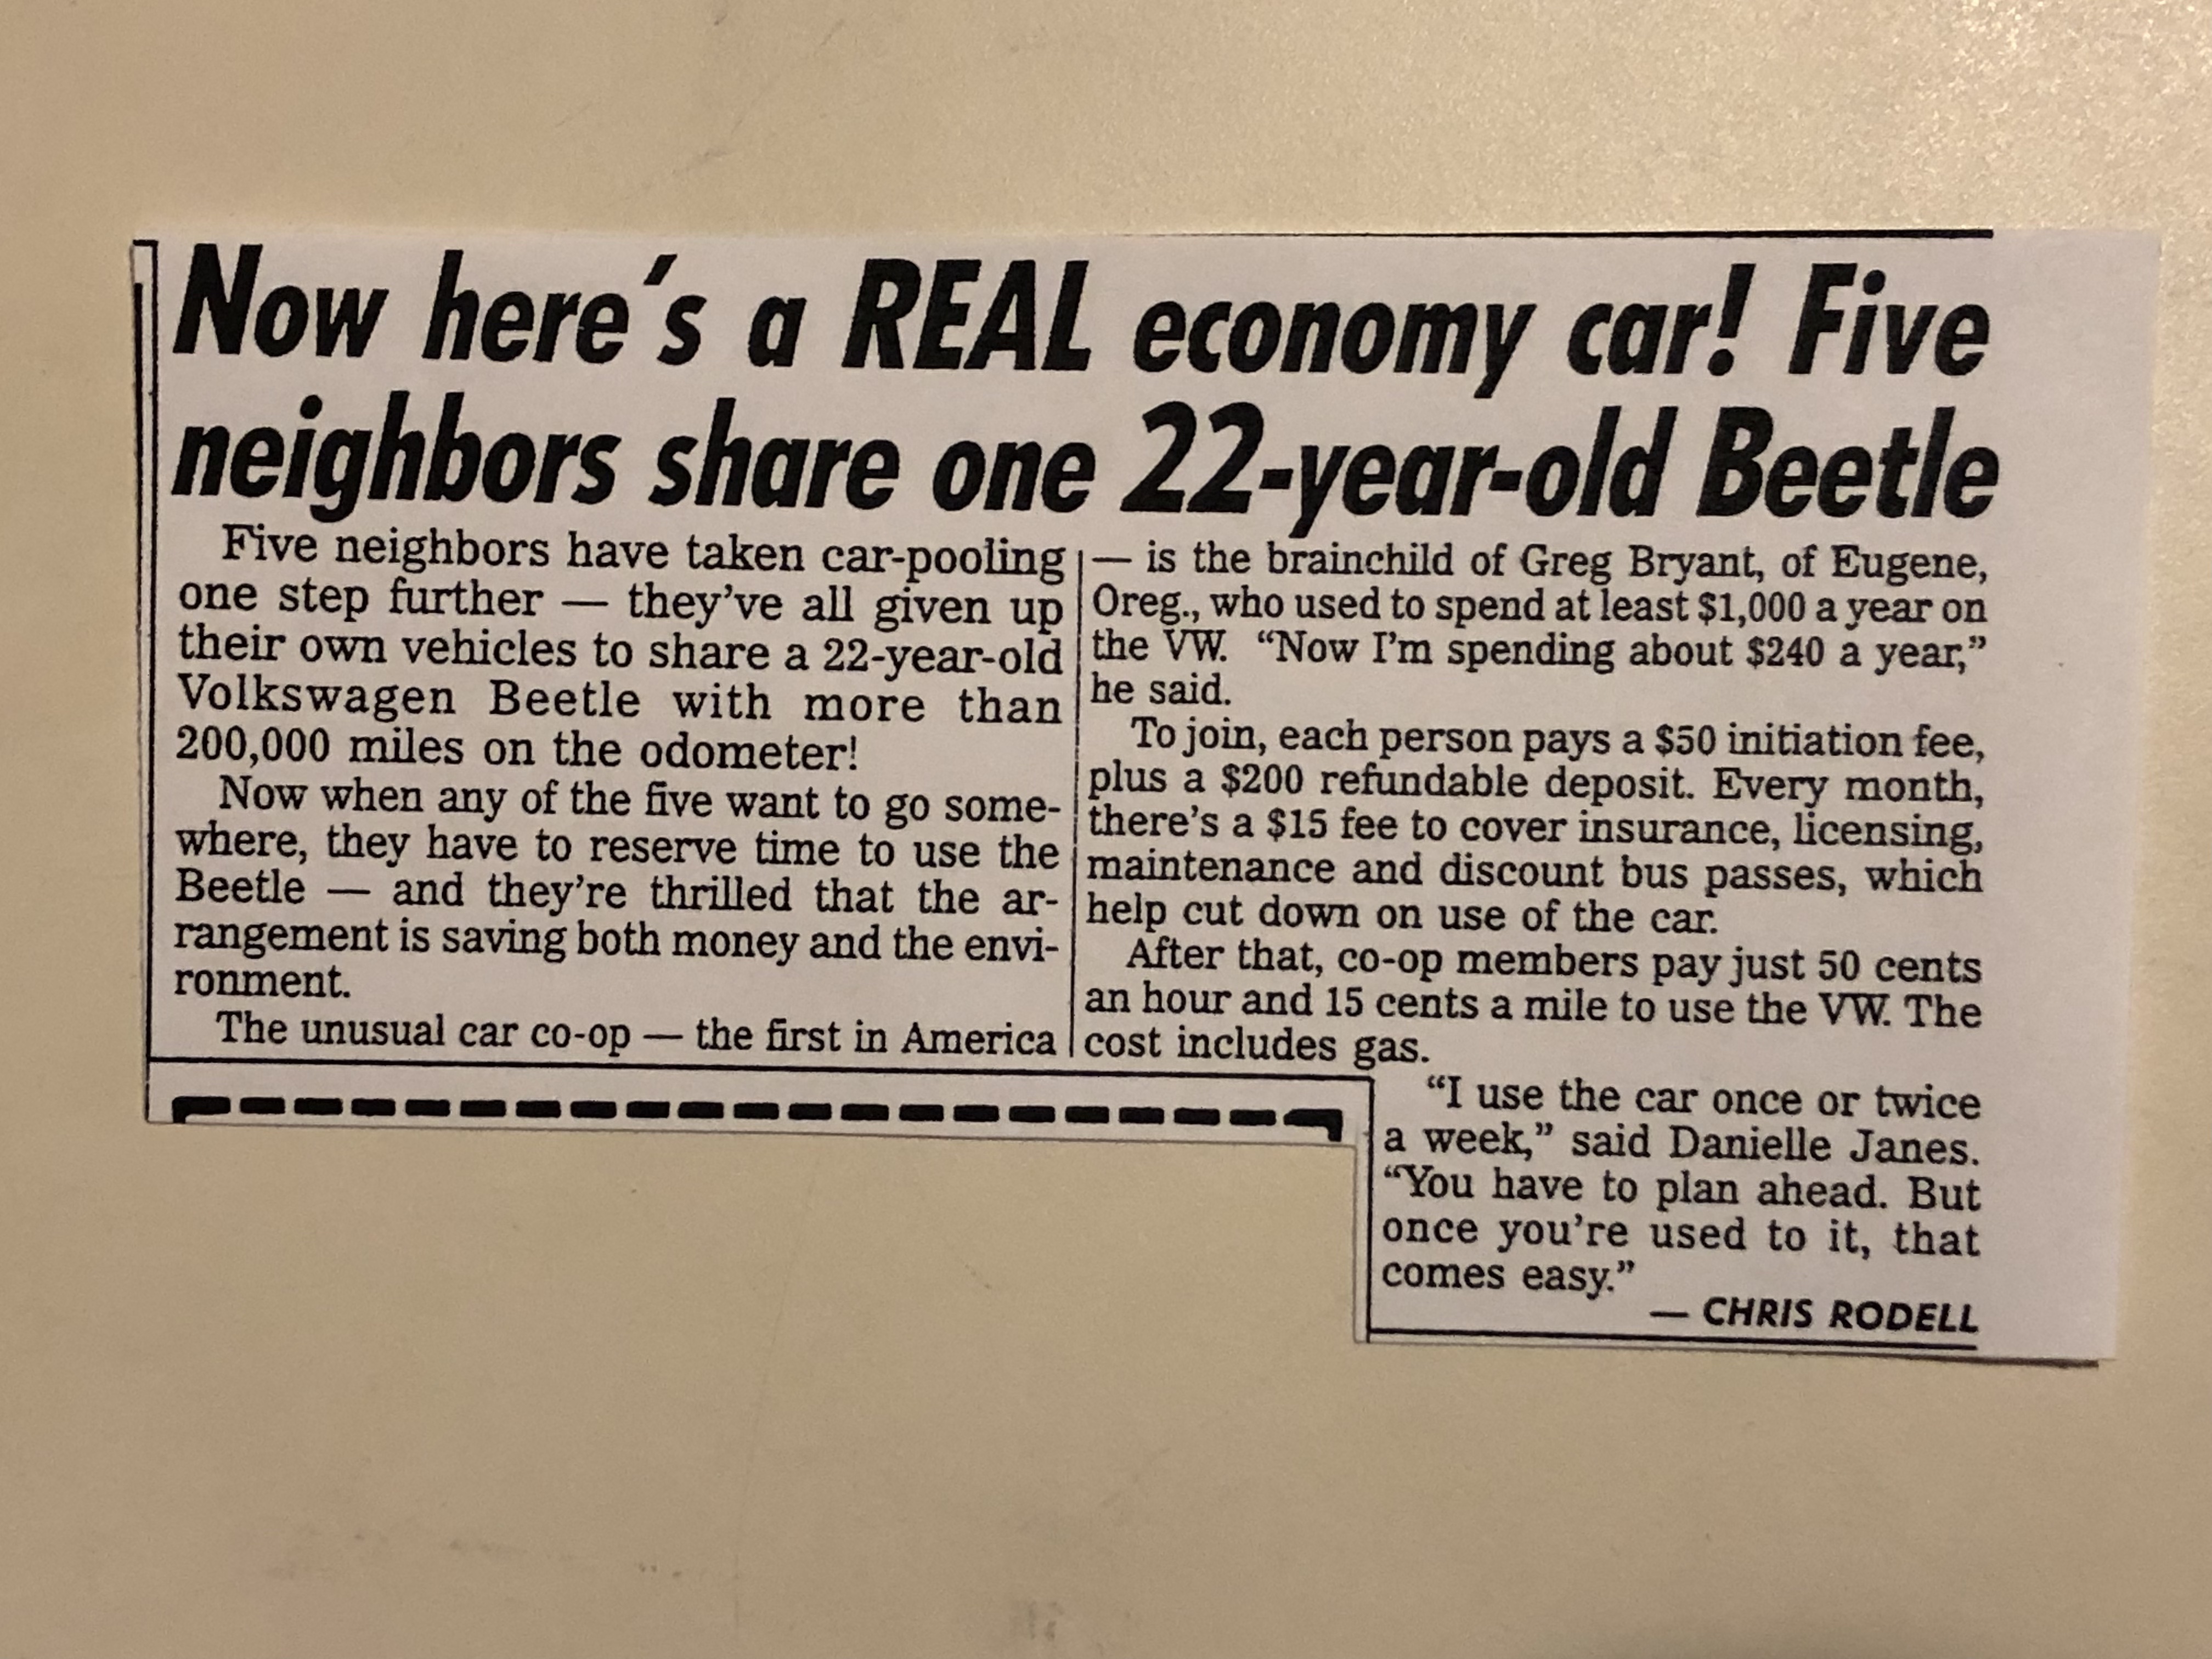 Now here's a REAL economy car! Five
neighbors share one 22-year-old Beetle
Five neighbors have taken car-pooling
one step further — they've all given up
their own vehicles to share a 22-year-old
Volkswagen Beetle with more than
200,000 miles on the odometer!
Now when any of the five want to go some-
where, they have to reserve time to use the
Beetle — and they're thrilled that the ar-
rangement is saving both money and the envi-
ronment.
The unusual car co-op — the first in America
— is the brainchild of Greg Bryant, of Eugene,
Oreg., who used to spend at least $1,000 a year on
the VW. “Now I'm spending about $240 a year,”
he said.
To join, each person pays a $50 initiation fee,
plus a $200 refundable deposit. Every month,
there's a $15 fee to cover insurance, licensing,
maintenance and discount bus passes, which
help cut down on use of the car.
After that, co-op members pay just 50 cents
an hour and 15 cents a mile to use the VW. The
cost includes gas.
“I use the car once or twice
a week,” said Danielle Janes.
“You have to plan ahead. But
once you're used to it, that
comes easy.”
— CHRIS RODELL